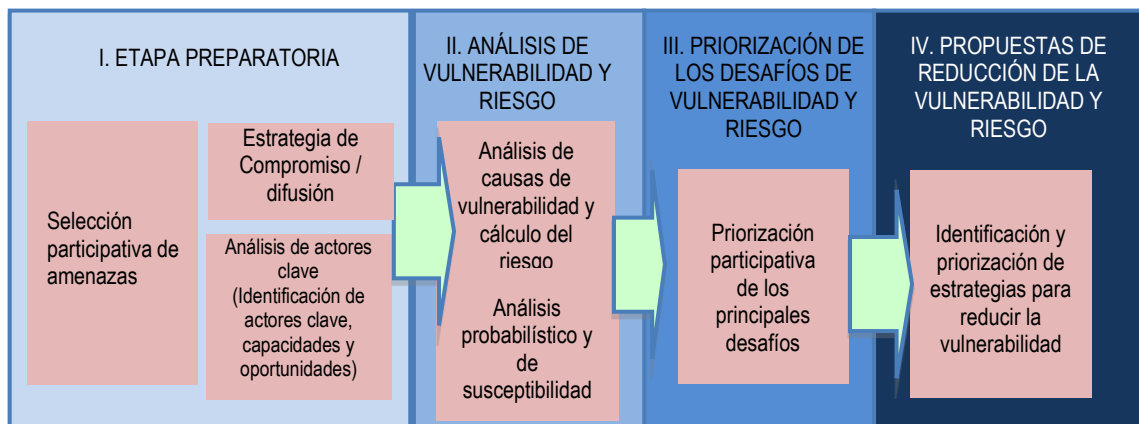 I. ETAPA PREPARATORIA
Selección
participativa de
amenazas
Estrategia de
Compromiso /
difusión
Análisis de actores
clave
(Identificación de
actores clave,
capacidades y
oportunidades)
II. ANÁLISIS DE
VULNERABILIDAD Y
RIESGO
Análisis de
causas de
vulnerabilidad y
cálculo del
riesgo
Análisis
probabilístico y
de
susceptibilidad
III. PRIORIZACIÓN DE
LOS DESAFÍOS DE
VULNERABILIDAD Y
RIESGO
Priorización
participativa
de los
principales
desafíos
IV. PROPUESTAS DE
REDUCCIÓN DE LA
VULNERABILIDAD Y
RIESGO
Identificación y
priorización de
estrategias para
reducir la
vulnerabilidad